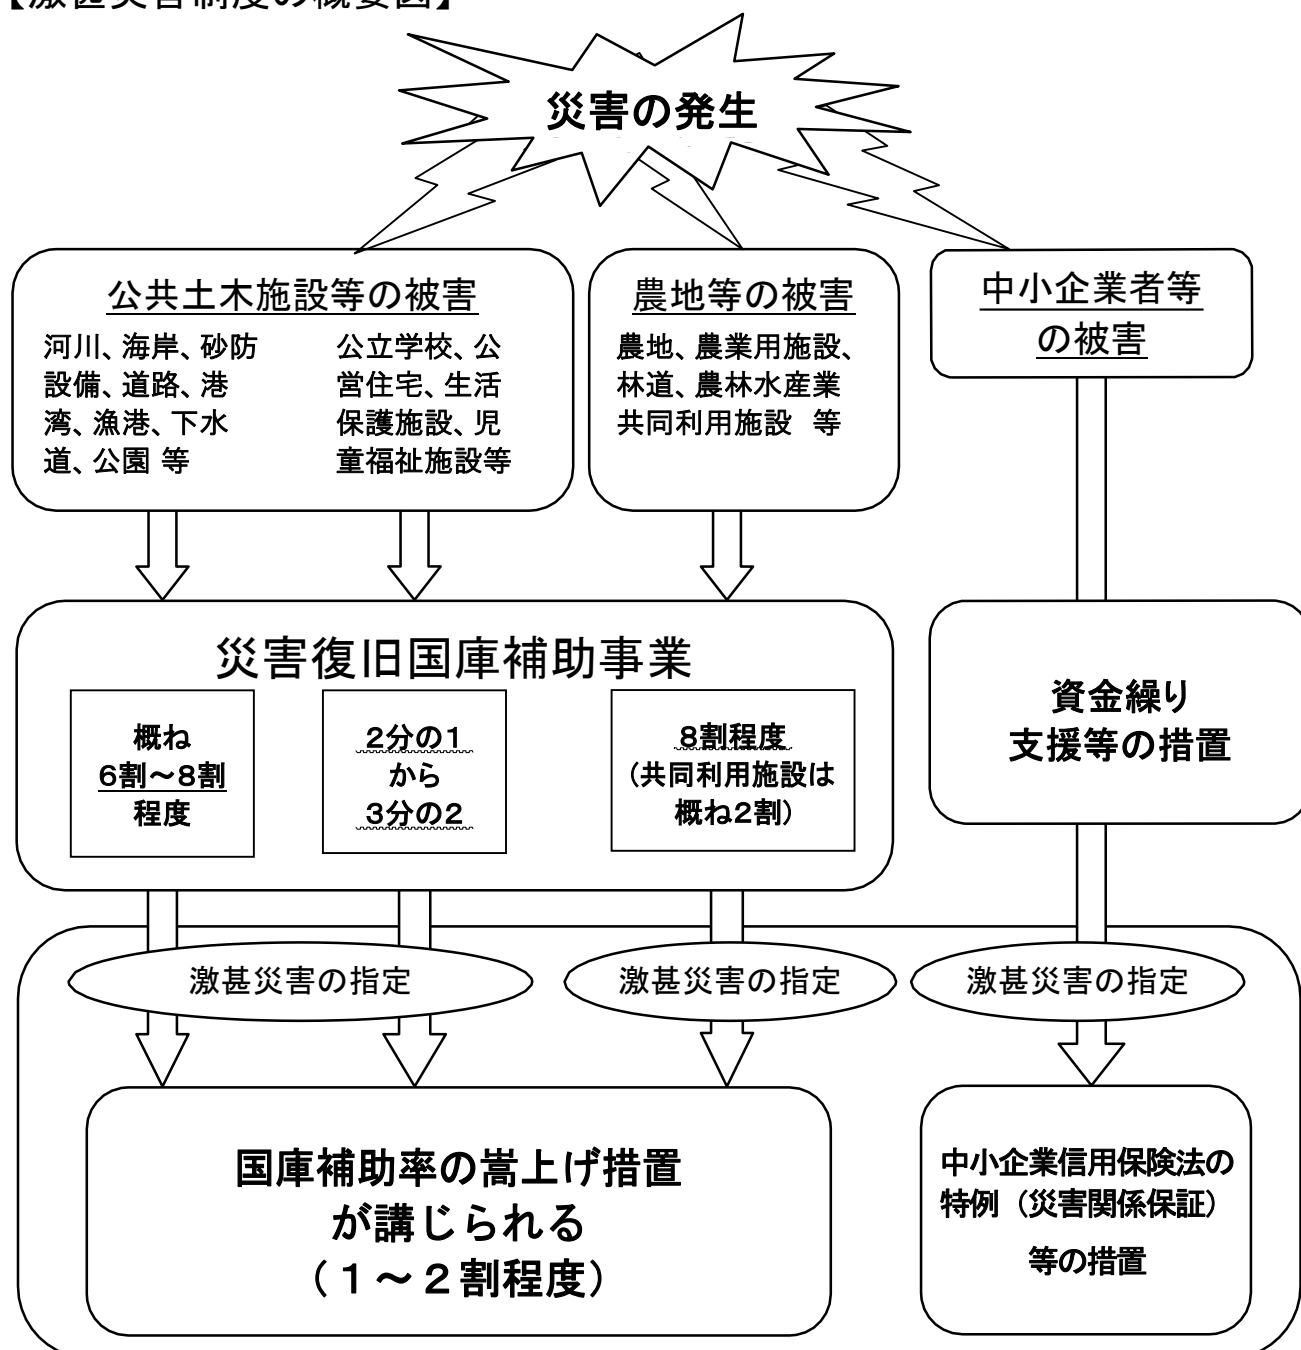 【激甚災害制度の概要図】
災害の発生
公共土木施設等の被害
河川、海岸、砂防
設備、道路、港
湾、漁港、下水
道、公園 等
公立学校、公
営住宅、生活
保護施設、児
童福祉施設等
農地等の被害
農地、農業用施設、
林道、農林水産業
共同利用施設 等
中小企業者等
の被害
災害復旧国庫補助事業
概ね
6割～8割
程度
2分の1
から
3分の2
8割程度
（共同利用施設は
概ね2割）
資金繰り
支援等の措置
激甚災害の指定
激甚災害の指定
激甚災害の指定
国庫補助率の嵩上げ措置
が講じられる
（１～２割程度）
中小企業信用保険法の
特例（災害関係保証）
等の措置